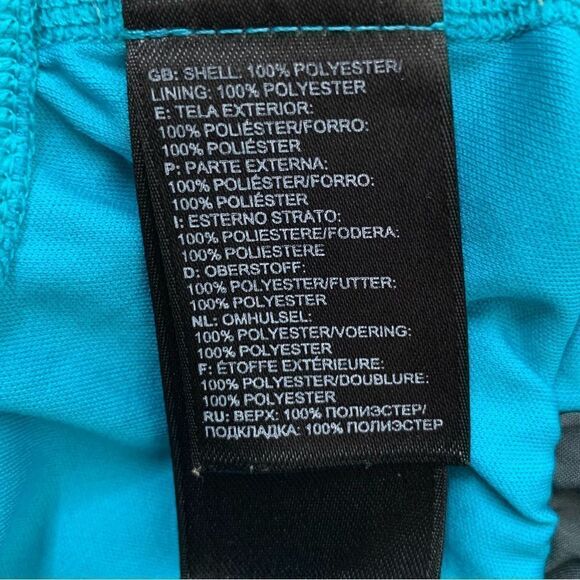 GB: SHELL: 100% POLYESTER/
LINING: 100% POLYESTER
E: TELA EXTERIOR:
100% POLIÉSTER/FORRO:
100% POLIÉSTER
P: PARTE EXTERNA:
100% POLIÉSTER/FORRO:
100% POLIÉSTER
I: ESTERNO STRATO:
100% POLIESTERE/FODERA:
100% POLIESTERE
D: OBERSTOFF:
100% POLYESTER/FUTTER:
100% POLYESTER
NL: OMHULSEL:
100% POLYESTER/VOERING:
100% POLYESTER
F: ÉTOFFE EXTÉRIEURE:
100% POLYESTER/DOUBLURE:
100% POLYESTER
RU: ВЕРХ: 100% ПОЛИЭСТЕР/
ПОДКЛАДКА: 100% ПОЛИЭСТЕР